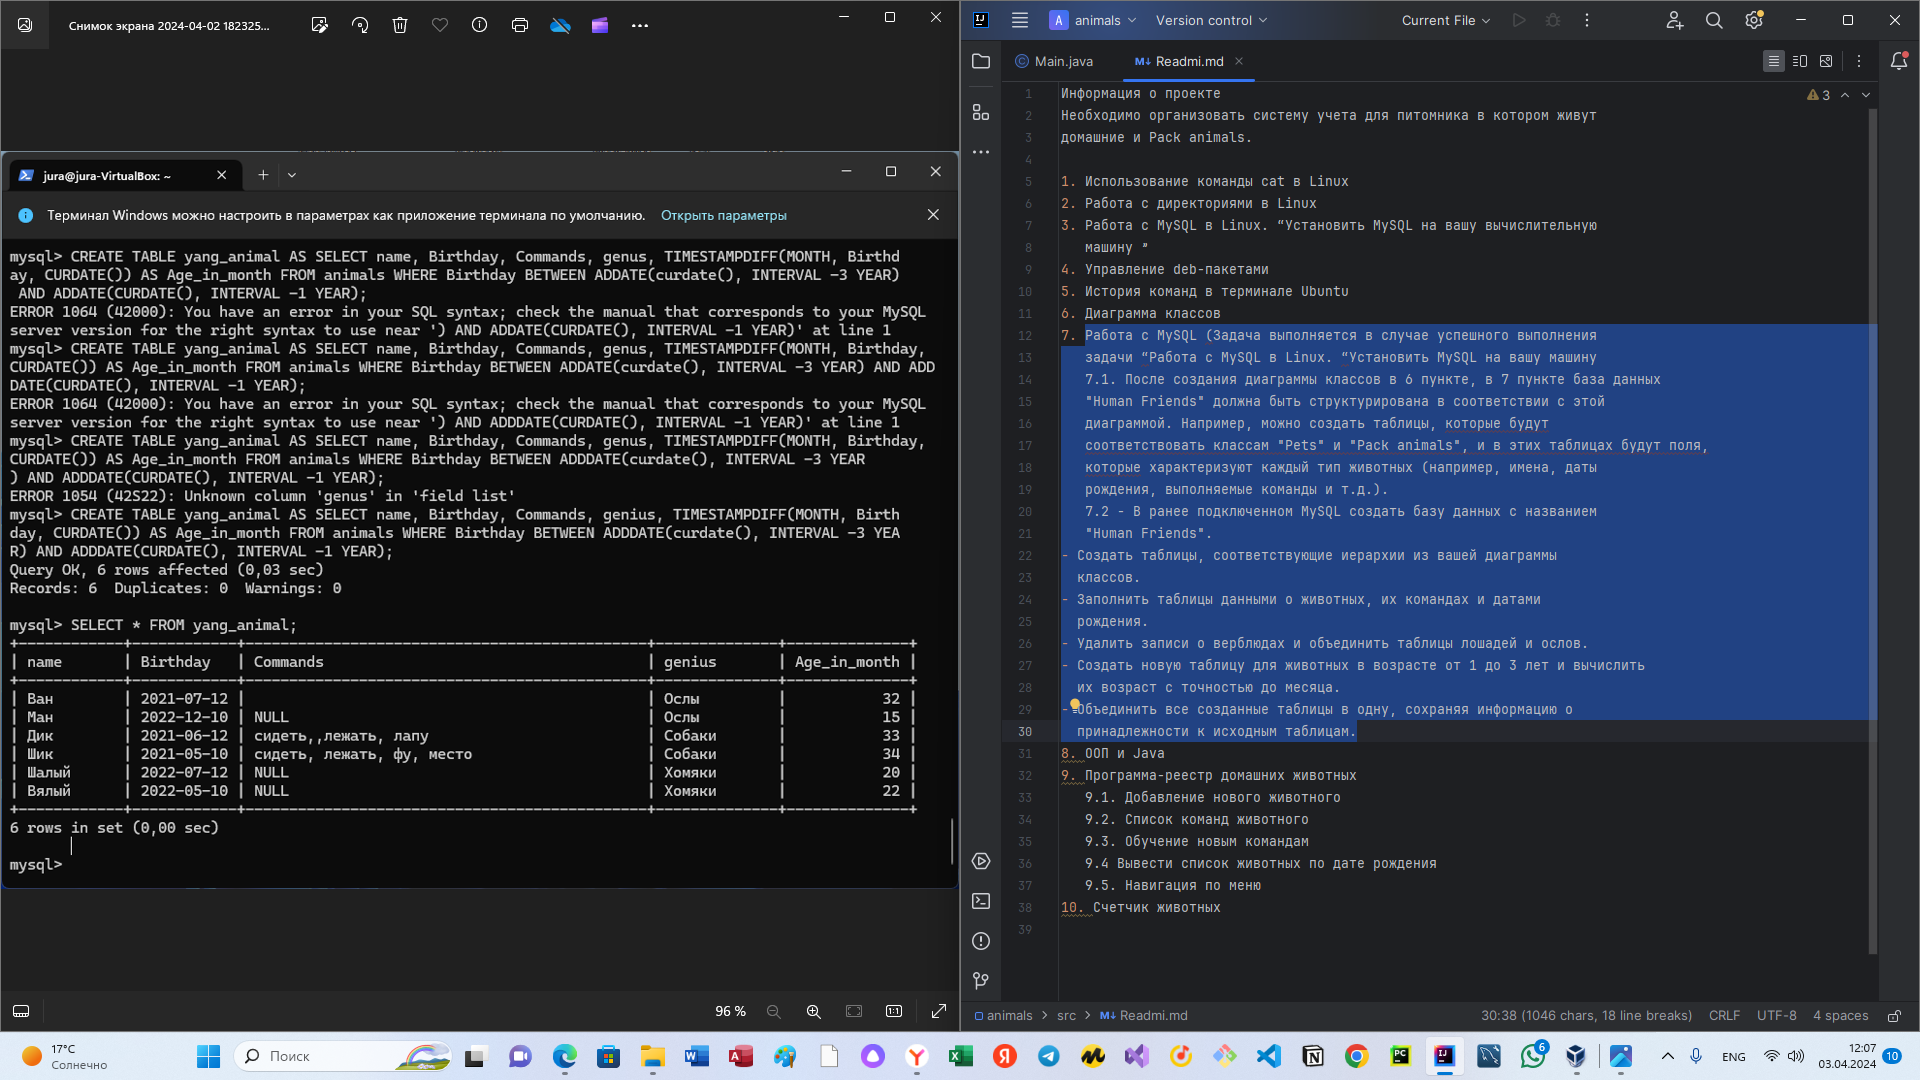 Снимок экрана 2024-04-02 182325...
jura@jura-VirtualBox: ~
Терминал Windows можно настроить в параметрах как приложение терминала по умолчанию. Открыть параметры
mysql> CREATE TABLE yang_animal AS SELECT name, Birthday, Commands, genus, TIMESTAMPDIFF(MONTH, Birthd
ay, CURDATE()) AS Age_in_month FROM animals WHERE Birthday BETWEEN ADDATE(curdate(), INTERVAL -3 YEAR)
 AND ADDATE(CURDATE(), INTERVAL -1 YEAR);
ERROR 1064 (42000): You have an error in your SQL syntax; check the manual that corresponds to your MySQL
server version for the right syntax to use near ') AND ADDATE(CURDATE(), INTERVAL -1 YEAR)' at line 1
mysql> CREATE TABLE yang_animal AS SELECT name, Birthday, Commands, genus, TIMESTAMPDIFF(MONTH, Birthday,
CURDATE()) AS Age_in_month FROM animals WHERE Birthday BETWEEN ADDATE(curdate(), INTERVAL -3 YEAR) AND ADD
DATE(CURDATE(), INTERVAL -1 YEAR);
ERROR 1064 (42000): You have an error in your SQL syntax; check the manual that corresponds to your MySQL
server version for the right syntax to use near ') AND ADDDATE(CURDATE(), INTERVAL -1 YEAR)' at line 1
mysql> CREATE TABLE yang_animal AS SELECT name, Birthday, Commands, genus, TIMESTAMPDIFF(MONTH, Birthday,
CURDATE()) AS Age_in_month FROM animals WHERE Birthday BETWEEN ADDDATE(curdate(), INTERVAL -3 YEAR
) AND ADDDATE(CURDATE(), INTERVAL -1 YEAR);
ERROR 1054 (42S22): Unknown column 'genus' in 'field list'
mysql> CREATE TABLE yang_animal AS SELECT name, Birthday, Commands, genius, TIMESTAMPDIFF(MONTH, Birth
day, CURDATE()) AS Age_in_month FROM animals WHERE Birthday BETWEEN ADDDATE(curdate(), INTERVAL -3 YEA
R) AND ADDDATE(CURDATE(), INTERVAL -1 YEAR);
Query OK, 6 rows affected (0,03 sec)
Records: 6  Duplicates: 0  Warnings: 0
mysql> SELECT * FROM yang_animal;
| name | Birthday | Commands | genius | Age_in_month |
| Ван | 2021-07-12 | | Ослы | 32 |
| Ман | 2022-12-10 | NULL | Ослы | 15 |
| Дик | 2021-06-12 | сидеть,,лежать, лапу | Собаки | 33 |
| Шик | 2021-05-10 | сидеть, лежать, фу, место | Собаки | 34 |
| Шалый | 2022-07-12 | NULL | Хомяки | 20 |
| Вялый | 2022-05-10 | NULL | Хомяки | 22 |
6 rows in set (0,00 sec)
mysql>
96 %
A animals Version control Current File
Main.java Readmi.md
3
1 Информация о проекте
2 Необходимо организовать систему учета для питомника в котором живут
3 домашние и Pack animals.
4
5 1. Использование команды cat в Linux
6 2. Работа с директориями в Linux
7 3. Работа с MySQL в Linux. “Установить MySQL на вашу вычислительную
8 машину ”
9 4. Управление deb-пакетами
10 5. История команд в терминале Ubuntu
11 6. Диаграмма классов
12 7. Работа с MySQL (Задача выполняется в случае успешного выполнения
13 задачи “Работа с MySQL в Linux. “Установить MySQL на вашу машину
14 7.1. После создания диаграммы классов в 6 пункте, в 7 пункте база данных
15 "Human Friends" должна быть структурирована в соответствии с этой
16 диаграммой. Например, можно создать таблицы, которые будут
17 соответствовать классам "Pets" и "Pack animals", и в этих таблицах будут поля,
18 которые характеризуют каждый тип животных (например, имена, даты
19 рождения, выполняемые команды и т.д.).
20 7.2 - В ранее подключенном MySQL создать базу данных с названием
21 "Human Friends".
22 - Создать таблицы, соответствующие иерархии из вашей диаграммы
23 классов.
24 - Заполнить таблицы данными о животных, их командах и датами
25 рождения.
26 - Удалить записи о верблюдах и объединить таблицы лошадей и ослов.
27 - Создать новую таблицу для животных в возрасте от 1 до 3 лет и вычислить
28 их возраст с точностью до месяца.
29 - Объединить все созданные таблицы в одну, сохраняя информацию о
30 принадлежности к исходным таблицам.
31 8. ООП и Java
32 9. Программа-реестр домашних животных
33 9.1. Добавление нового животного
34 9.2. Список команд животного
35 9.3. Обучение новым командам
36 9.4 Вывести список животных по дате рождения
37 9.5. Навигация по меню
38 10. Счетчик животных
39
animals > src > Readmi.md
30:38 (1046 chars, 18 line breaks) CRLF UTF-8 4 spaces
17°C
Солнечно
Поиск
6
ENG
12:07
03.04.2024
10